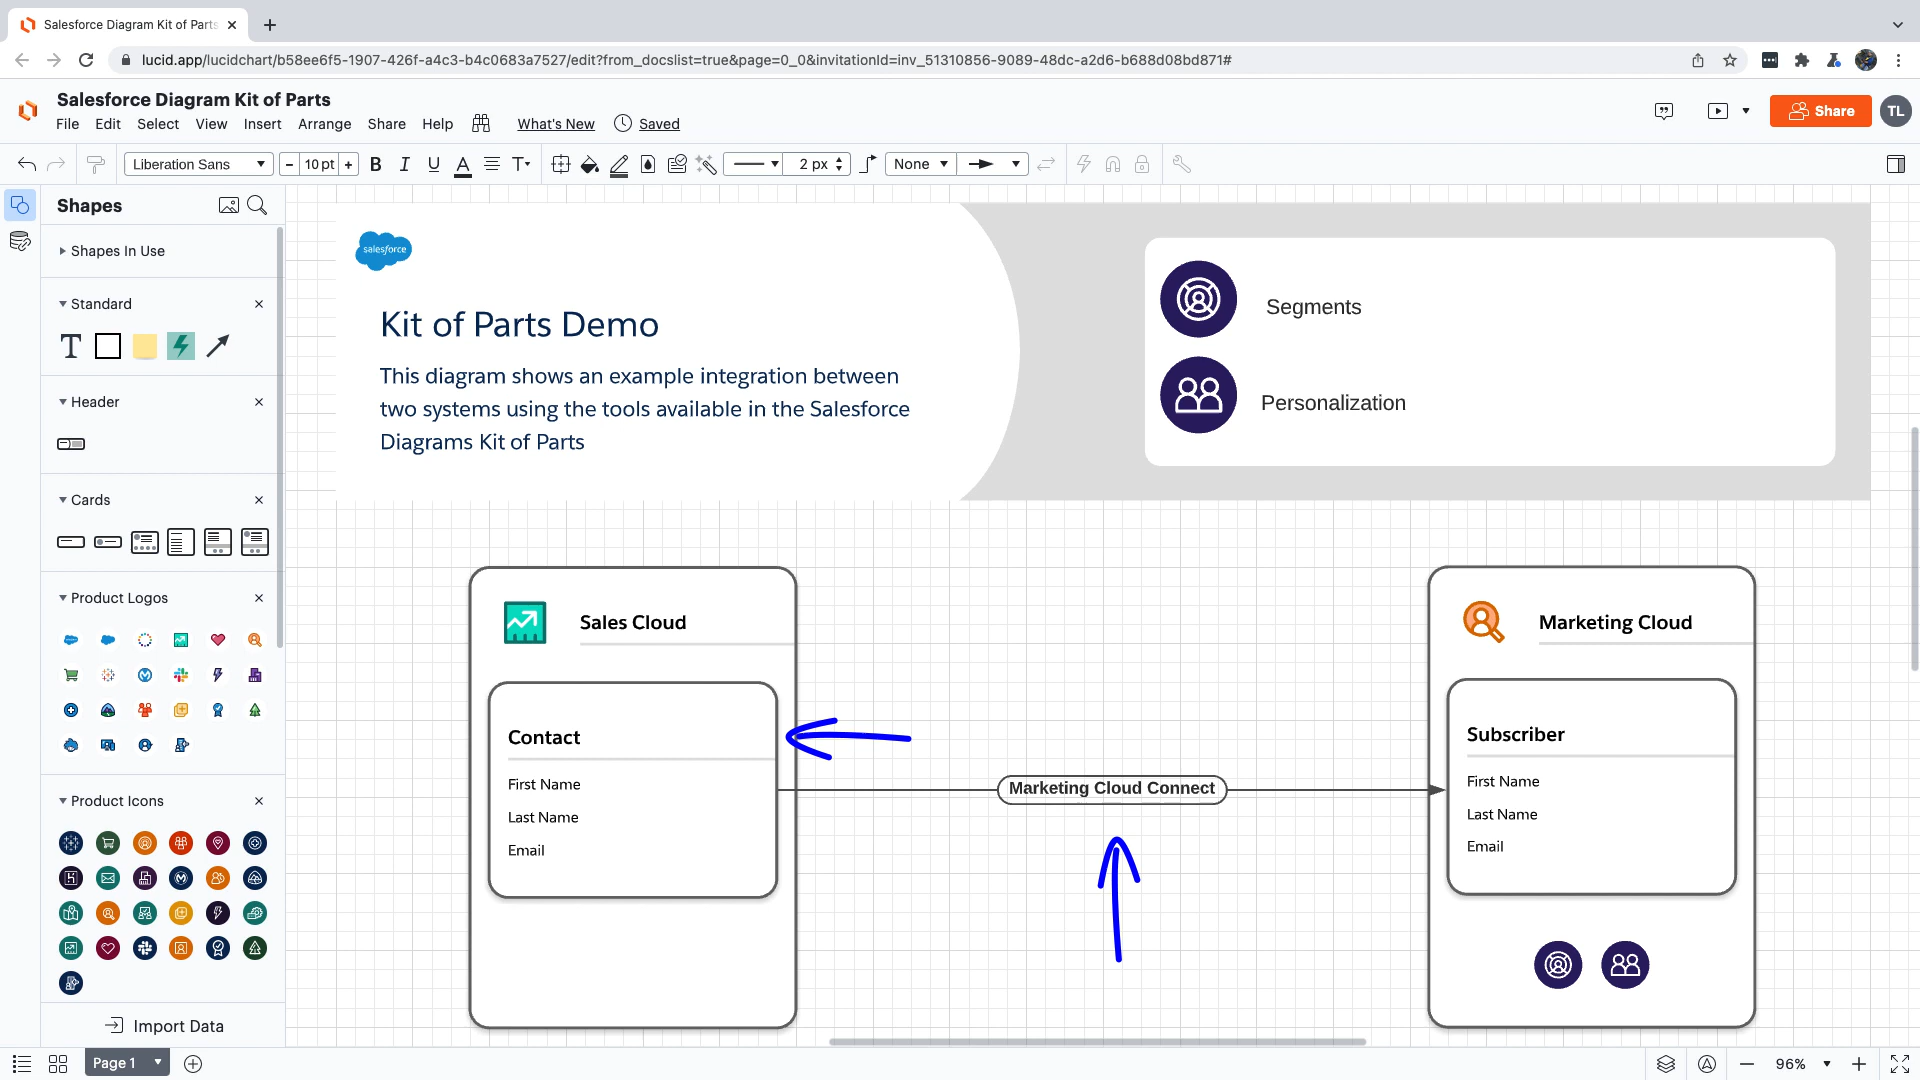 Salesforce Diagram Kit of Parts
lucid.app/lucidchart/b58ee6f5-1907-426f-a4c3-b4c0683a7527/edit?from_docslist=true&page=0_0&invitationId=inv_51310856-9089-48dc-a2d6-b688d08bd871#
Salesforce Diagram Kit of Parts
File Edit Select View Insert Arrange Share Help What's New Saved
Share
TL
Liberation Sans
10 pt
B I U A T
2 px
None
Shapes
Shapes In Use
Standard
T
Header
Cards
Product Logos
Product Icons
Import Data
salesforce
Kit of Parts Demo
This diagram shows an example integration between
two systems using the tools available in the Salesforce
Diagrams Kit of Parts
Segments
Personalization
Sales Cloud
Contact
First Name
Last Name
Email
Marketing Cloud Connect
Marketing Cloud
Subscriber
First Name
Last Name
Email
Page 1
96%